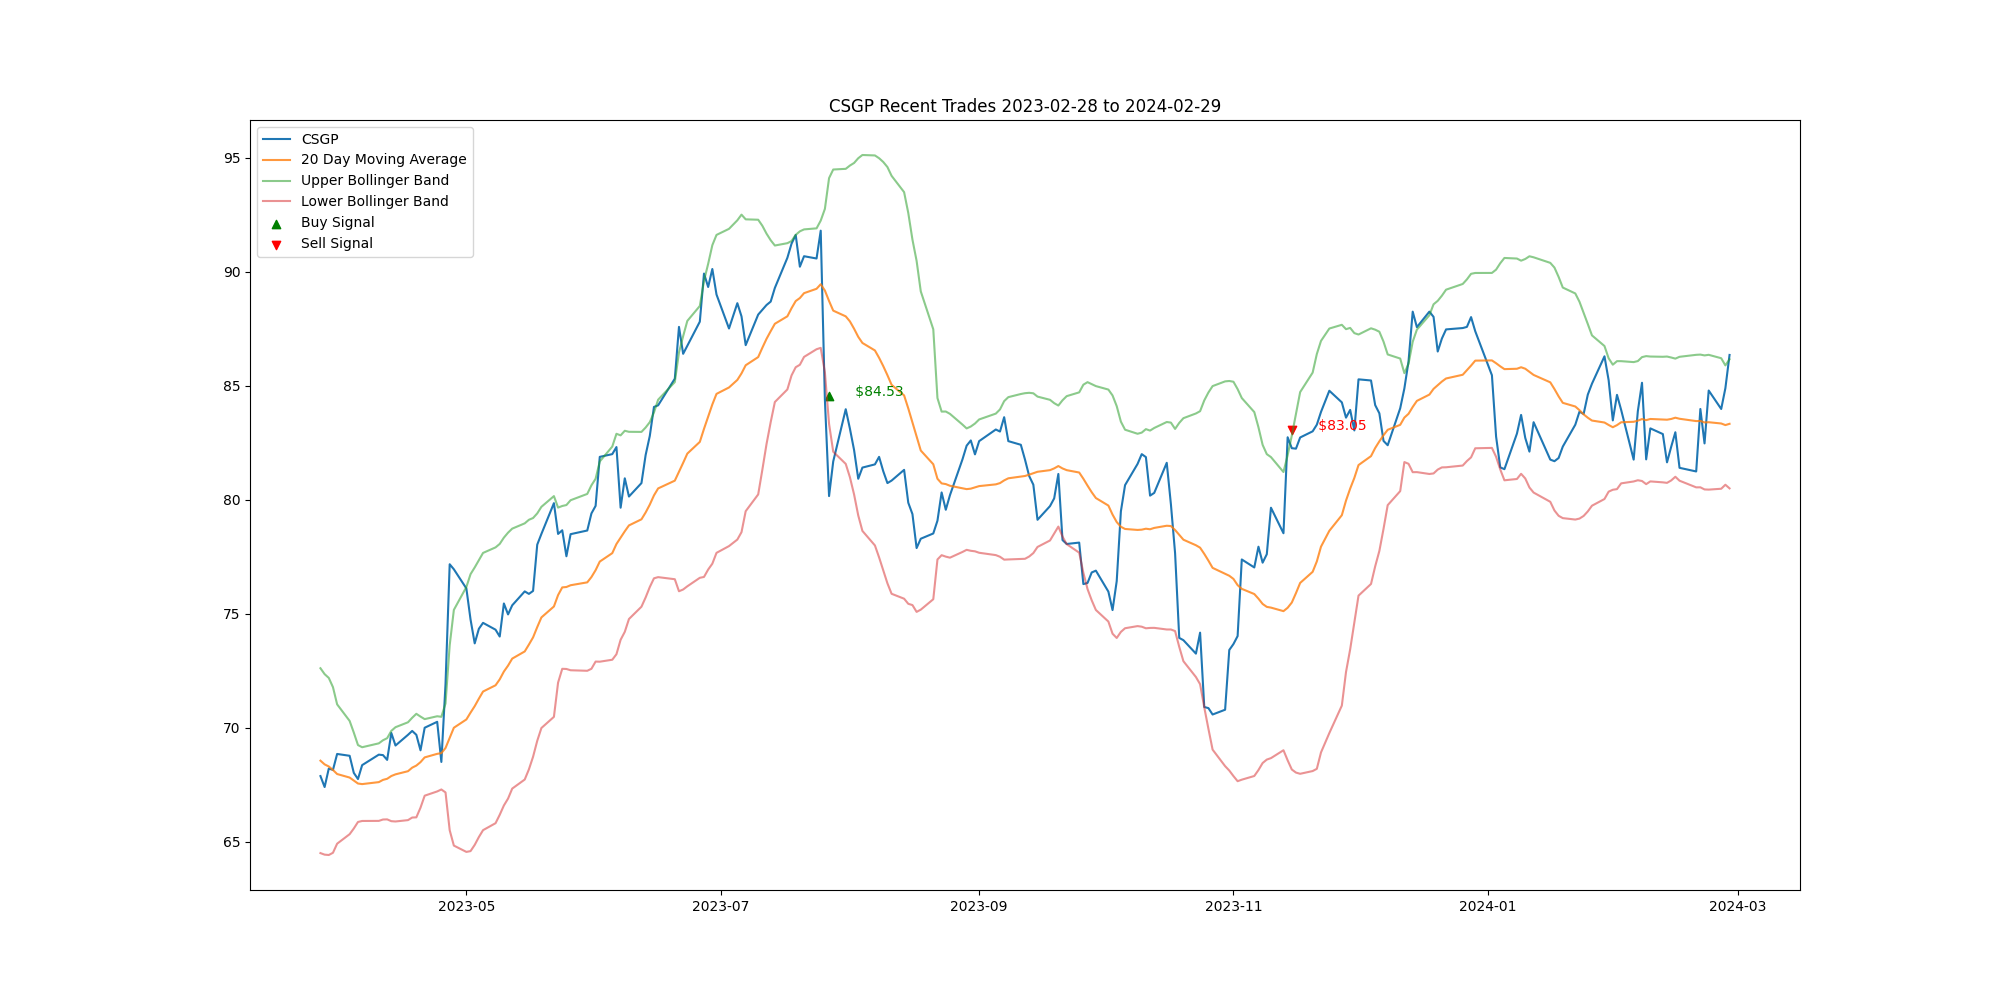 CSGP Recent Trades 2023-02-28 to 2024-02-29
CSGP
20 Day Moving Average
Upper Bollinger Band
Lower Bollinger Band
Buy Signal
Sell Signal
95
90
85
80
75
70
65
$84.53
$83.05
2023-05
2023-07
2023-09
2023-11
2024-01
2024-03